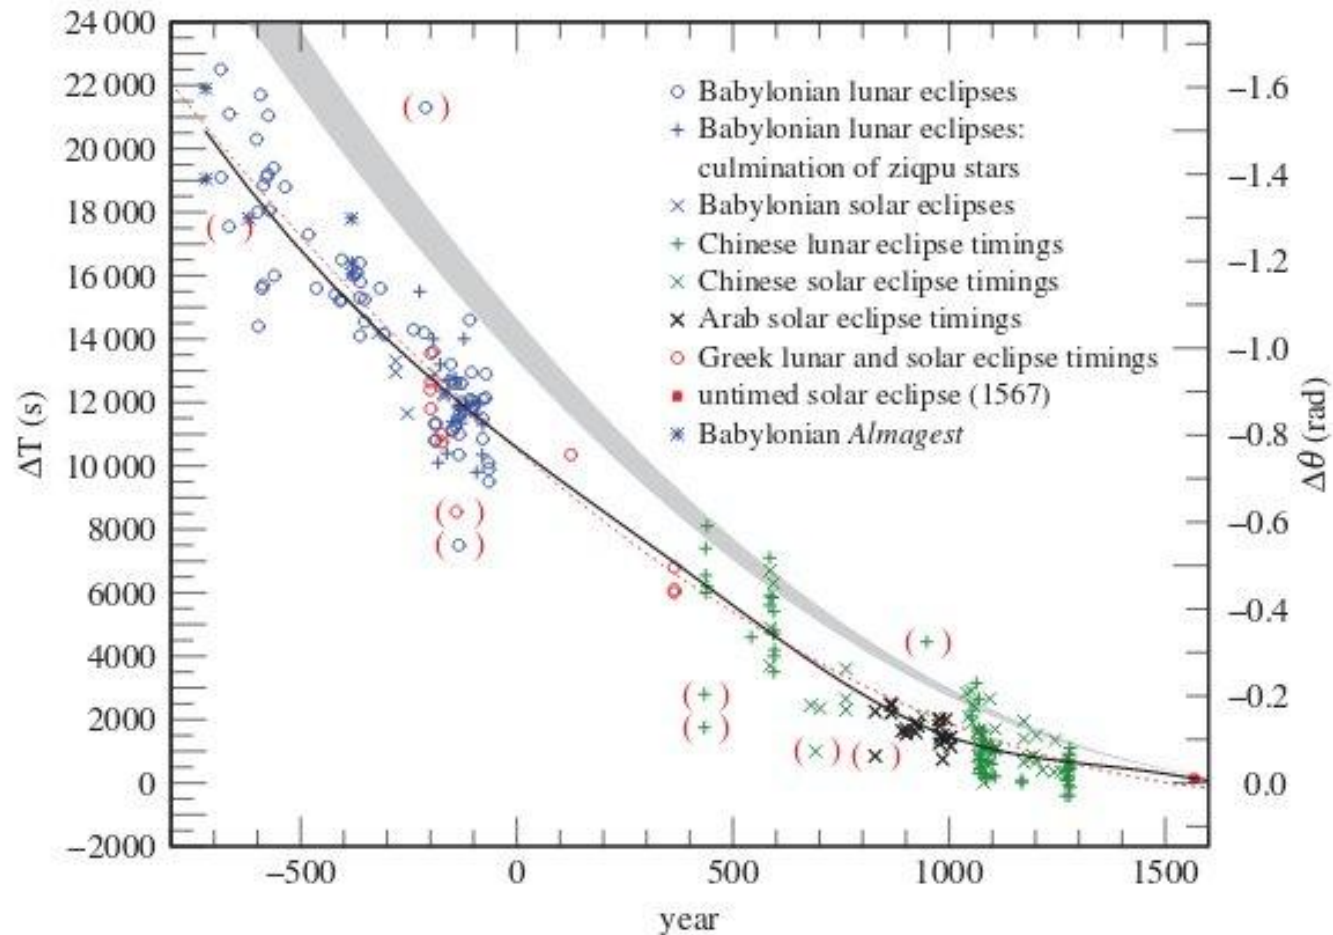 24 000
22 000
20 000
18 000
16 000
14 000
12 000
10 000
8000
6000
4000
2000
0
−2000
ΔT (s)
−500
0
500
1000
1500
year
−1.6
−1.4
−1.2
−1.0
−0.8
−0.6
−0.4
−0.2
0.0
Δθ (rad)
Babylonian lunar eclipses
Babylonian lunar eclipses:
culmination of ziqpu stars
Babylonian solar eclipses
Chinese lunar eclipse timings
Chinese solar eclipse timings
Arab solar eclipse timings
Greek lunar and solar eclipse timings
untimed solar eclipse (1567)
Babylonian Almagest